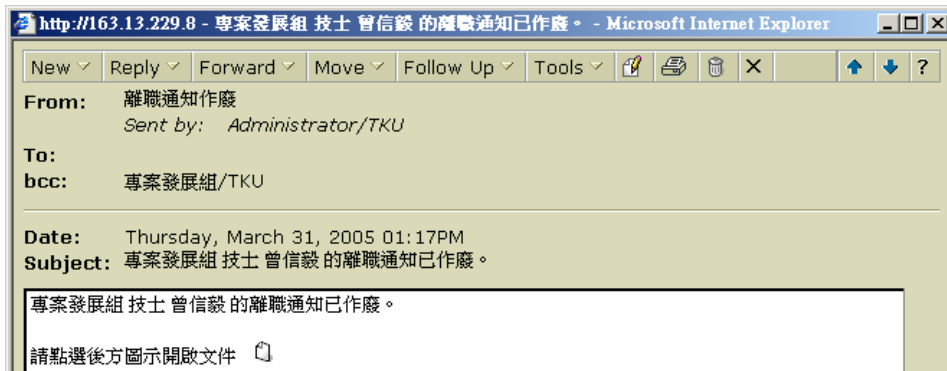 http://163.13.229.8 - 專案發展組 技士 曾信毅 的離職通知已作廢。 - Microsoft Internet Explorer
New Reply Forward Move Follow Up Tools ?
From: 離職通知作廢
Sent by: Administrator/TKU
To:
bcc: 專案發展組/TKU
Date: Thursday, March 31, 2005 01:17PM
Subject: 專案發展組 技士 曾信毅 的離職通知已作廢。
專案發展組 技士 曾信毅 的離職通知已作廢。
請點選後方圖示開啟文件